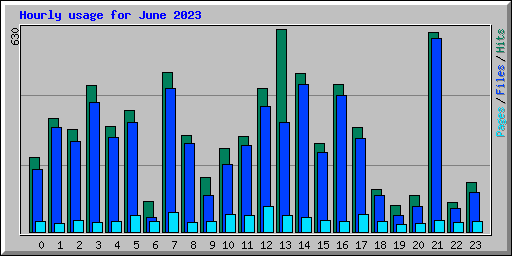 Hourly usage for June 2023
630
Pages/Files/Hits
0 1 2 3 4 5 6 7 8 9 10 11 12 13 14 15 16 17 18 19 20 21 22 23